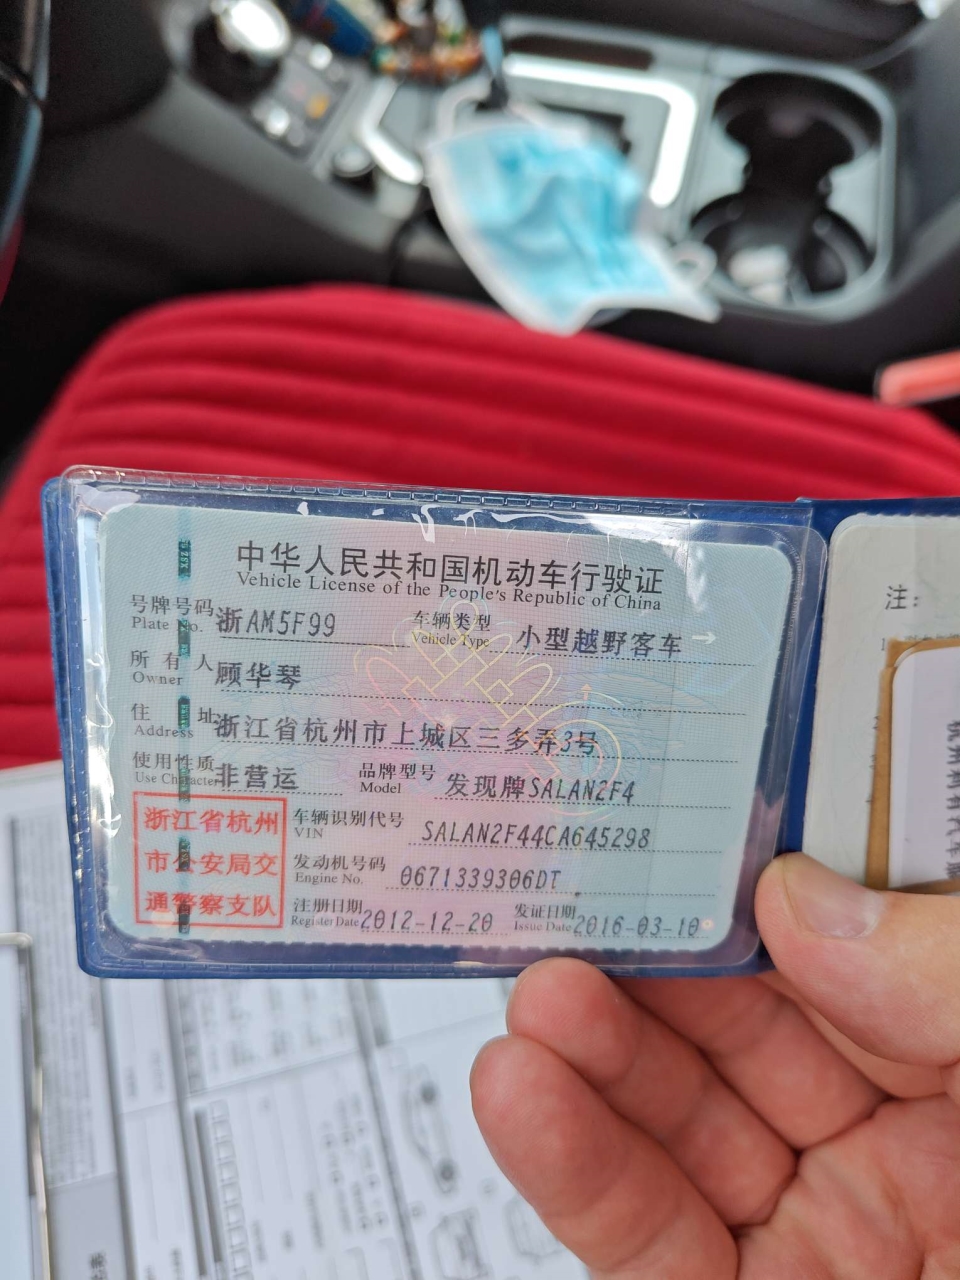 中华人民共和国机动车行驶证
Vehicle License of the People's Republic of China
号牌号码 浙AM5F99 车辆类型 小型越野客车
Plate No. Vehicle Type
所有人 顾华琴
Owner
住址 浙江省杭州市上城区三多弄3号
Address
使用性质 非营运 品牌型号 发现牌SALAN2F4
Use Character Model
浙江省杭州
市公安局交
通警察支队
车辆识别代号 SALAN2F44CA645298
VIN
发动机号码 0671339306DT
Engine No.
注册日期 2012-12-20 发证日期 2016-03-10
Register Date Issue Date
注: